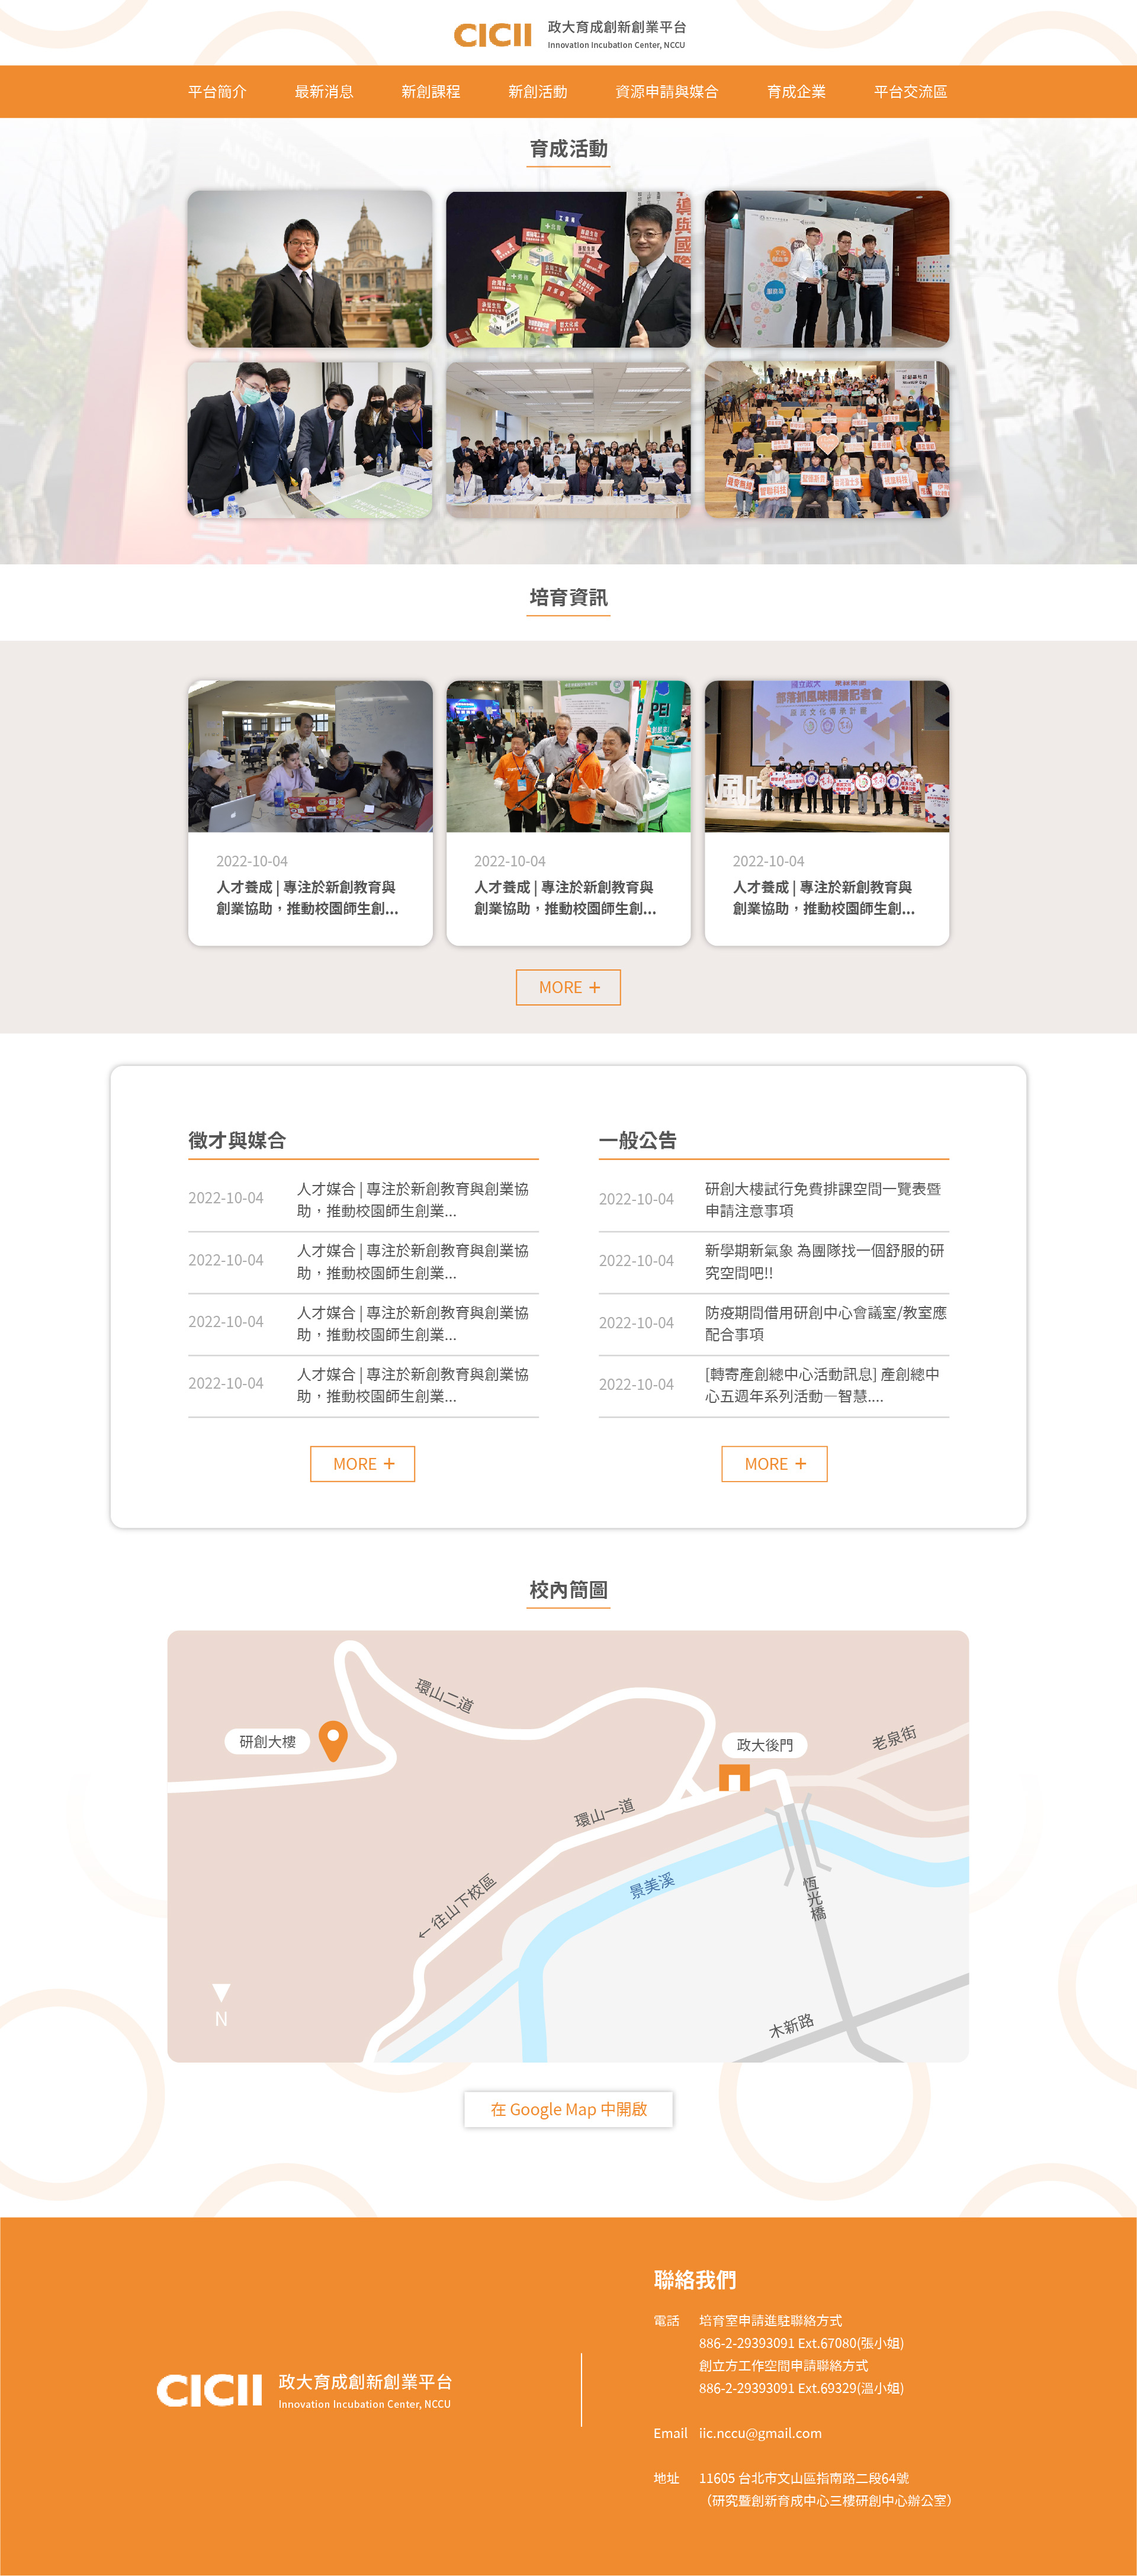 CICII
政大育成創新創業平台
Innovation Incubation Center, NCCU
平台簡介 最新消息 新創課程 新創活動 資源申請與媒合 育成企業 平台交流區
育成活動
培育資訊
部落抓風味開播記者會
2022-10-04
人才養成 | 專注於新創教育與
創業協助，推動校園師生創...
2022-10-04
人才養成 | 專注於新創教育與
創業協助，推動校園師生創...
2022-10-04
人才養成 | 專注於新創教育與
創業協助，推動校園師生創...
MORE +
徵才與媒合
2022-10-04
人才媒合 | 專注於新創教育與創業協
助，推動校園師生創業...
2022-10-04
人才媒合 | 專注於新創教育與創業協
助，推動校園師生創業...
2022-10-04
人才媒合 | 專注於新創教育與創業協
助，推動校園師生創業...
2022-10-04
人才媒合 | 專注於新創教育與創業協
助，推動校園師生創業...
MORE +
一般公告
2022-10-04
研創大樓試行免費排課空間一覽表暨
申請注意事項
2022-10-04
新學期新氣象 為團隊找一個舒服的研
究空間吧!!
2022-10-04
防疫期間借用研創中心會議室/教室應
配合事項
2022-10-04
[轉寄產創總中心活動訊息] 產創總中
心五週年系列活動—智慧....
MORE +
校內簡圖
環山二道
研創大樓
政大後門
老泉街
環山一道
景美溪
←往山下校區
恆光橋
木新路
N
在 Google Map 中開啟
CICII
政大育成創新創業平台
Innovation Incubation Center, NCCU
聯絡我們
電話 培育室申請進駐聯絡方式
886-2-29393091 Ext.67080(張小姐)
創立方工作空間申請聯絡方式
886-2-29393091 Ext.69329(溫小姐)
Email iic.nccu@gmail.com
地址 11605 台北市文山區指南路二段64號
（研究暨創新育成中心三樓研創中心辦公室）